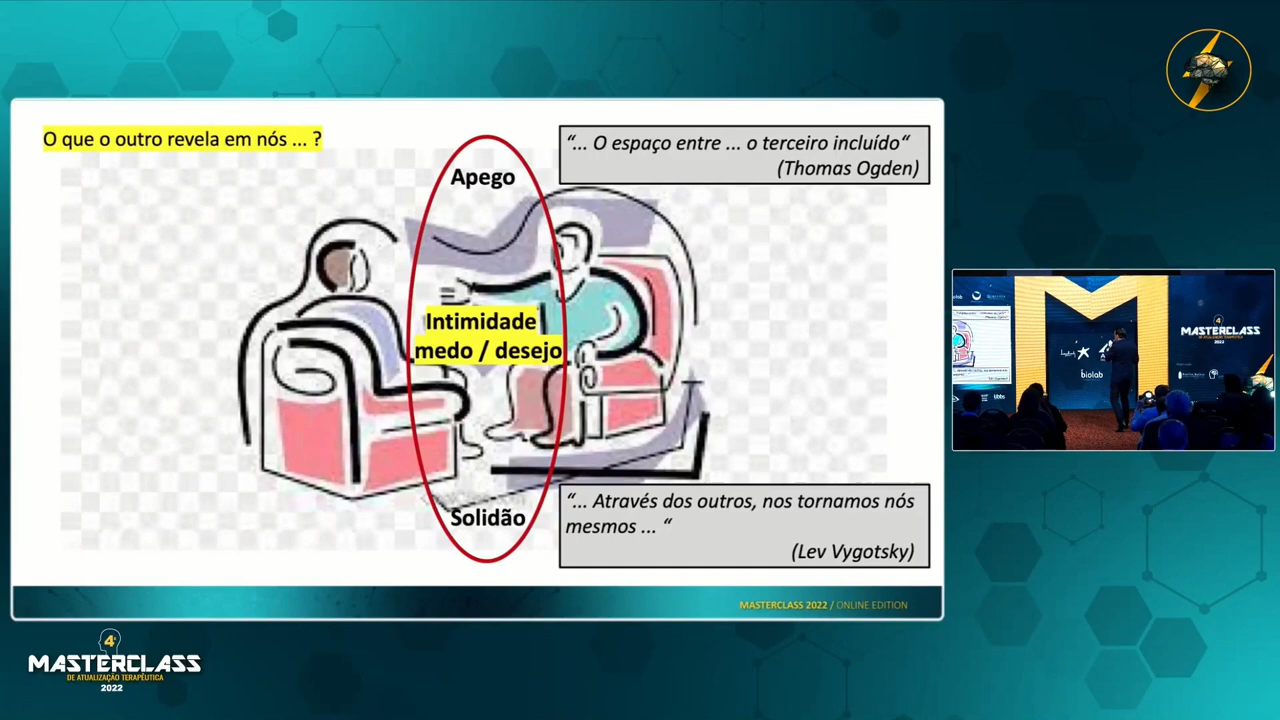 O que o outro revela em nós ... ?
“... O espaço entre ... o terceiro incluído“
(Thomas Ogden)
Apego
Intimidade
medo / desejo
Solidão
“... Através dos outros, nos tornamos nós
mesmos ... “
(Lev Vygotsky)
MASTERCLASS 2022 / ONLINE EDITION
4ª
MASTERCLASS
DE ATUALIZAÇÃO TERAPÊUTICA
2022
M
MASTERCLASS
biolab